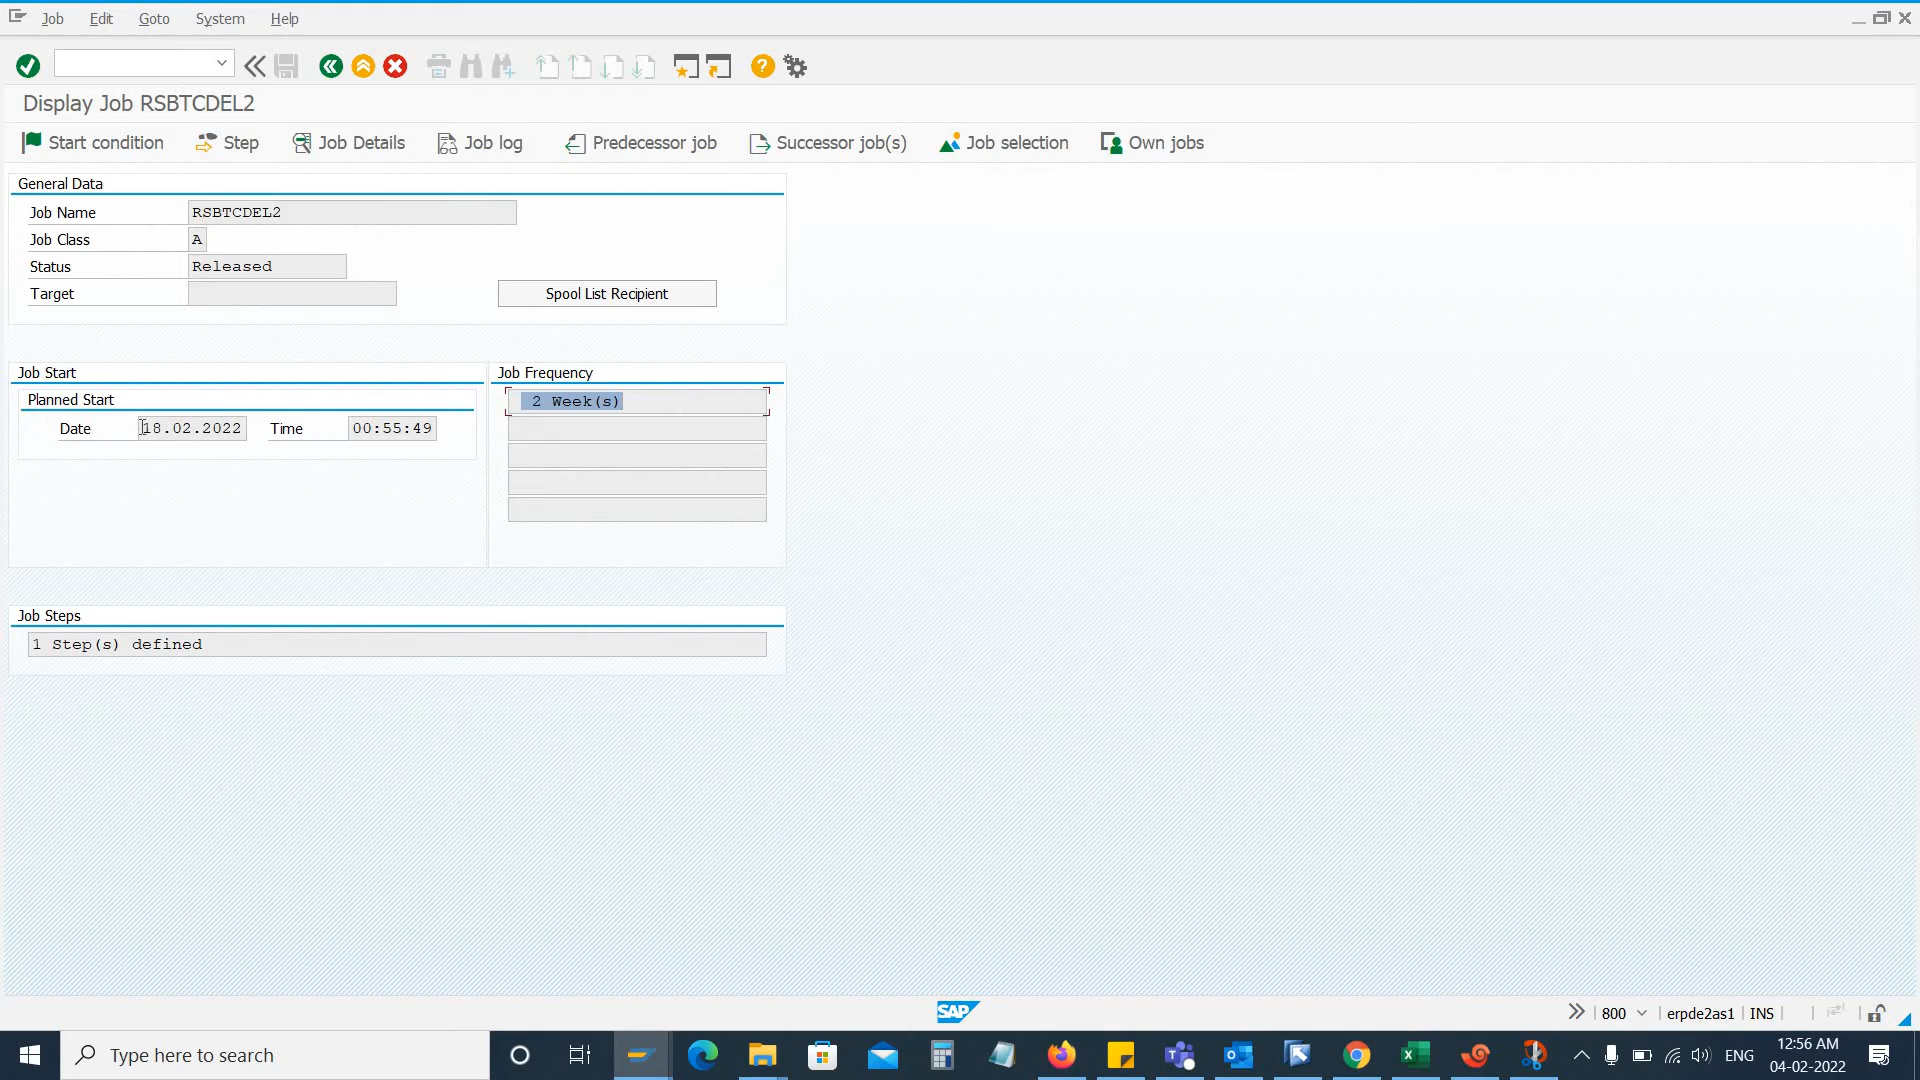 Job Edit Goto System Help
Display Job RSBTCDEL2
Start condition Step Job Details Job log Predecessor job Successor job(s) Job selection Own jobs
General Data
Job Name RSBTCDEL2
Job Class A
Status Released
Target Spool List Recipient
Job Start Job Frequency
Planned Start 2 Week(s)
Date 18.02.2022 Time 00:55:49
Job Steps
1 Step(s) defined
SAP 800 erpde2as1 INS
Type here to search ENG 12:56 AM
04-02-2022